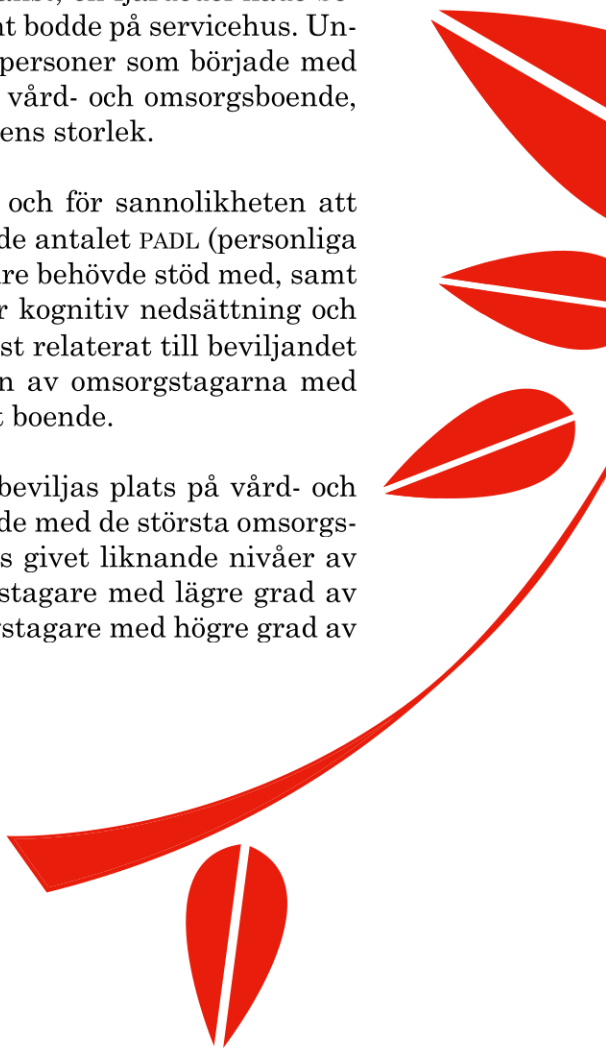 nt bodde på servicehus. Un-
personer som började med
vård- och omsorgsboende,
ens storlek.
och för sannolikheten att
de antalet PADL (personliga
re behövde stöd med, samt
r kognitiv nedsättning och
st relaterat till beviljandet
n av omsorgstagarna med
t boende.
beviljas plats på vård- och
de med de största omsorgs-
s givet liknande nivåer av
stagare med lägre grad av
gstagare med högre grad av